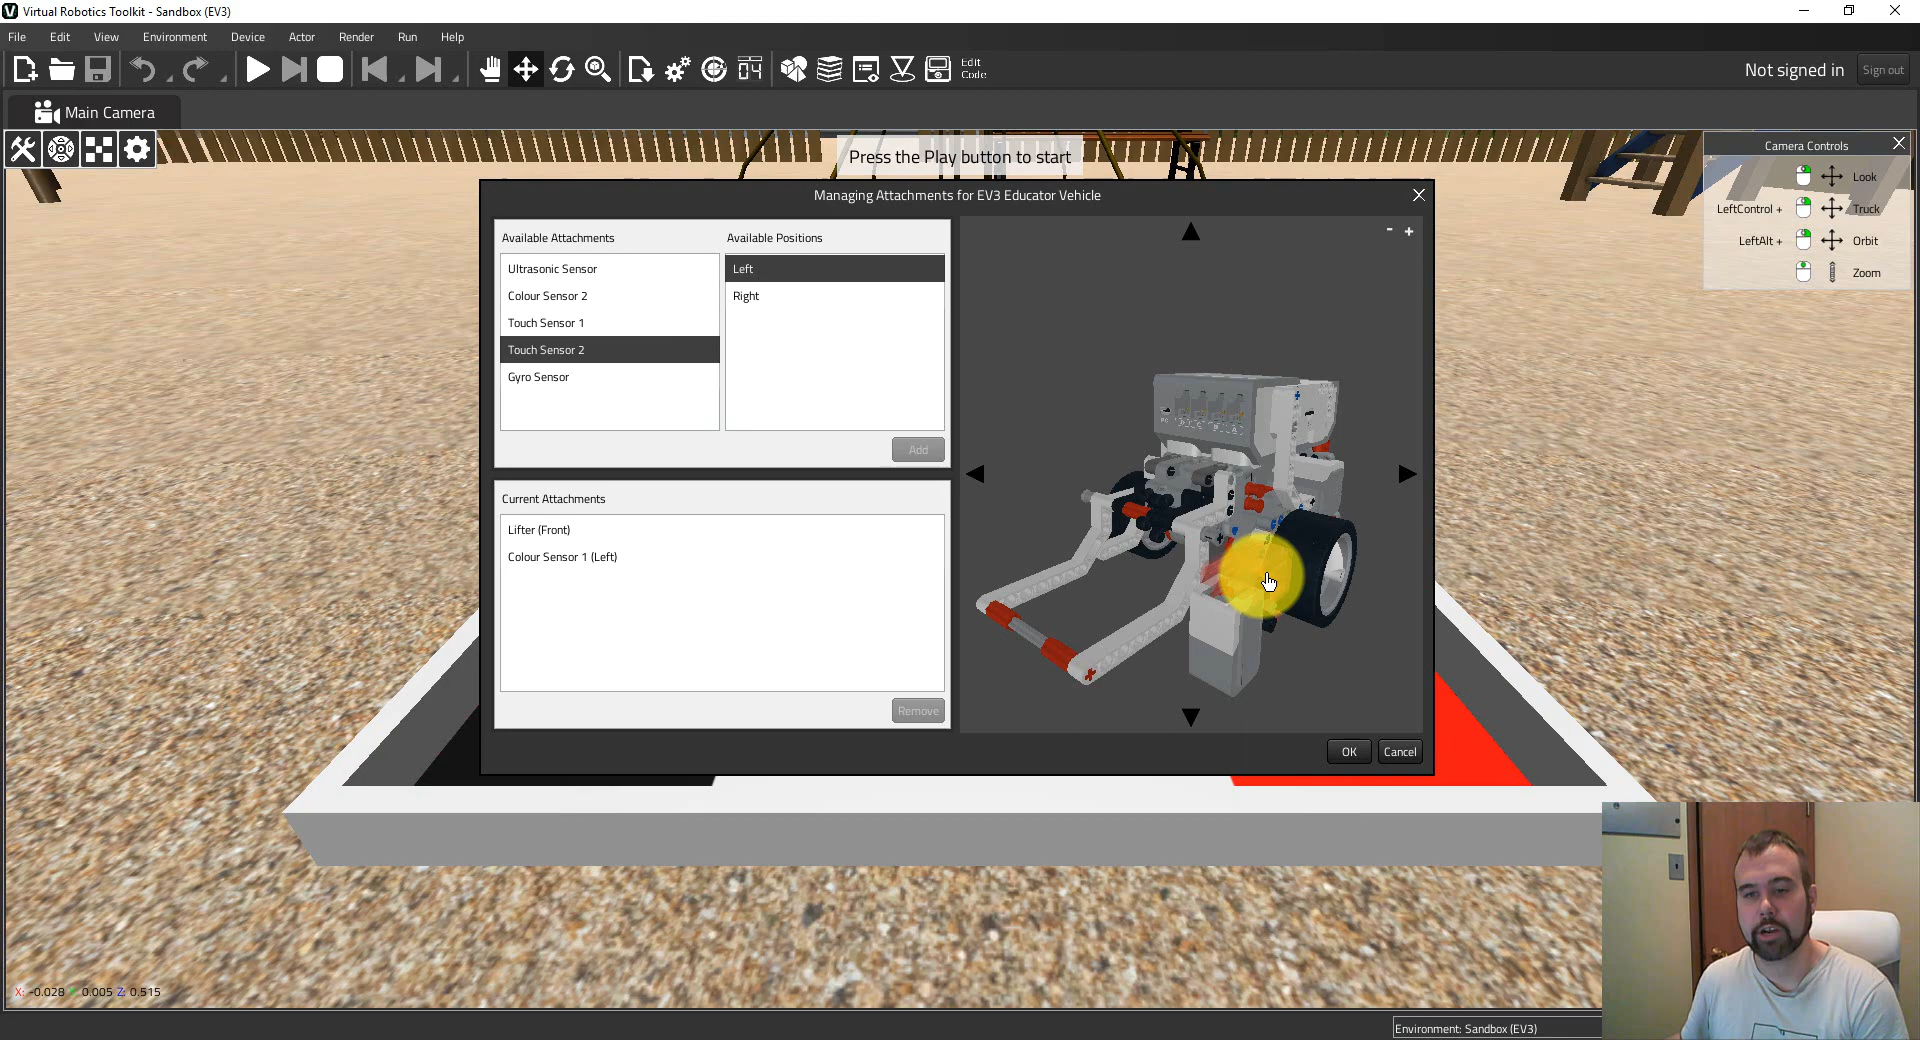 Virtual Robotics Toolkit - Sandbox (EV3)
File Edit View Environment Device Actor Render Run Help
Edit Code
Not signed in
Sign out
Main Camera
Press the Play button to start
Camera Controls
Look
LeftControl + Truck
LeftAlt + Orbit
Zoom
Managing Attachments for EV3 Educator Vehicle
Available Attachments
Ultrasonic Sensor
Colour Sensor 2
Touch Sensor 1
Touch Sensor 2
Gyro Sensor
Available Positions
Left
Right
Add
Current Attachments
Lifter (Front)
Colour Sensor 1 (Left)
Remove
- +
PC D C B A
OK Cancel
X: -0.028 Y: 0.005 Z: 0.515
Environment: Sandbox (EV3)